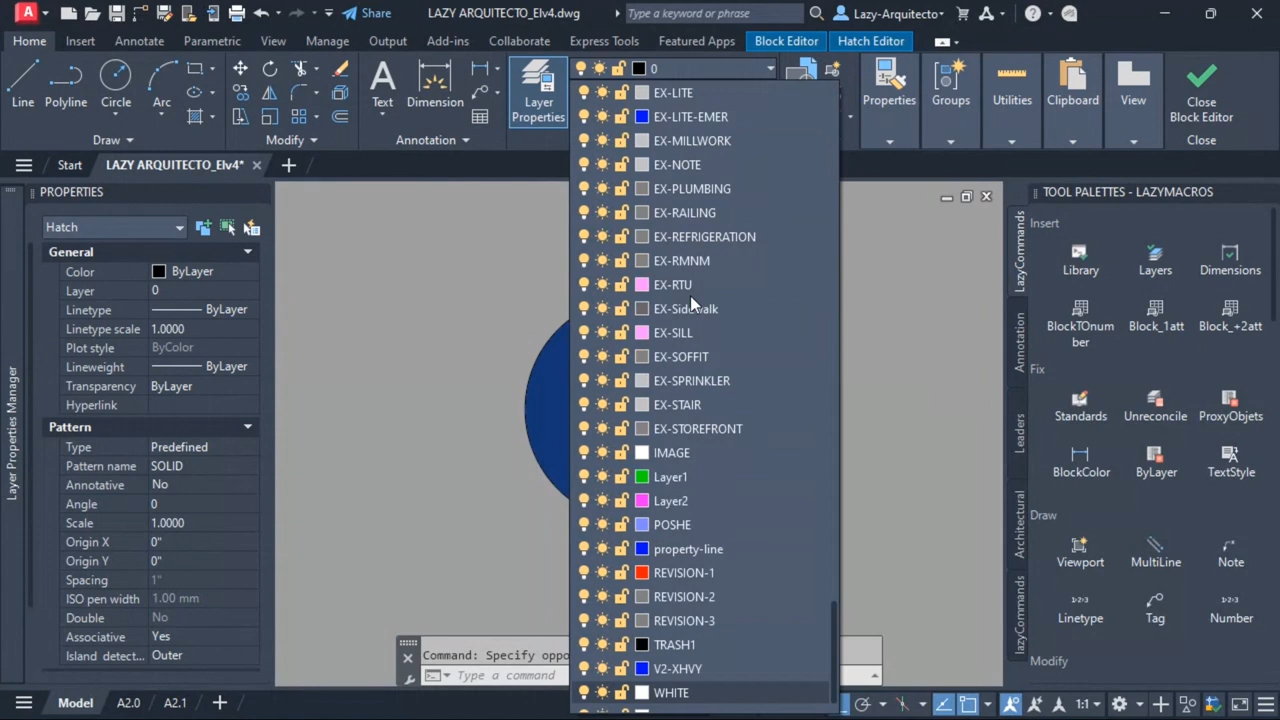 Share
LAZY ARQUITECTO_Elv4.dwg
Type a keyword or phrase
Lazy-Arquitecto
Home Insert Annotate Parametric View Manage Output Add-ins Collaborate Express Tools Featured Apps Block Editor Hatch Editor
Line Polyline Circle Arc
Draw
Modify
Text Dimension
Annotation
Layer
Properties
0
Properties Groups Utilities Clipboard View
Close
Block Editor
Close
Start LAZY ARQUITECTO_Elv4*
PROPERTIES
Hatch
General
Color ByLayer
Layer 0
Linetype ByLayer
Linetype scale 1.0000
Plot style ByColor
Lineweight ByLayer
Transparency ByLayer
Hyperlink
Pattern
Type Predefined
Pattern name SOLID
Annotative No
Angle 0
Scale 1.0000
Origin X 0"
Origin Y 0"
Spacing 1"
ISO pen width 1.00 mm
Double No
Associative Yes
Island detect... Outer
Layer Properties Manager
EX-LITE
EX-LITE-EMER
EX-MILLWORK
EX-NOTE
EX-PLUMBING
EX-RAILING
EX-REFRIGERATION
EX-RMNM
EX-RTU
EX-Sidewalk
EX-SILL
EX-SOFFIT
EX-SPRINKLER
EX-STAIR
EX-STOREFRONT
IMAGE
Layer1
Layer2
POSHE
property-line
REVISION-1
REVISION-2
REVISION-3
TRASH1
V2-XHVY
WHITE
Command: Specify oppo
Type a command
TOOL PALETTES - LAZYMACROS
LazyCommands
Annotation
Leaders
Architectural
lazyCommands
Insert
Library Layers Dimensions
BlockTOnum
ber
Block_1att Block_+2att
Fix
Standards Unreconcile ProxyObjets
BlockColor ByLayer TextStyle
Draw
Viewport MultiLine Note
Linetype Tag Number
Modify
Model A2.0 A2.1
1:1